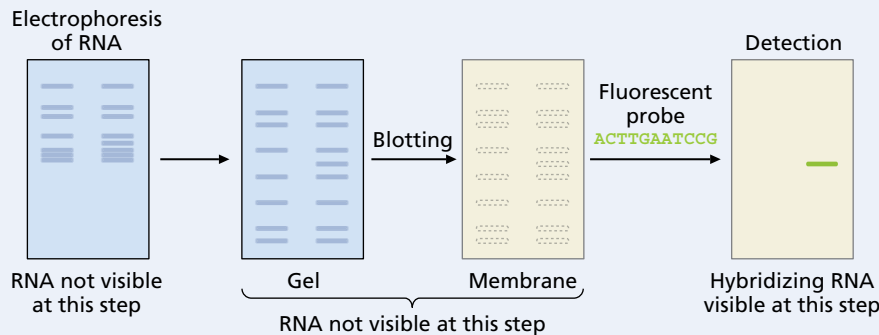 Electrophoresis
of RNA
RNA not visible
at this step
Gel
Blotting
Membrane
RNA not visible at this step
Fluorescent
probe
ACTTGAATCCG
Detection
Hybridizing RNA
visible at this step